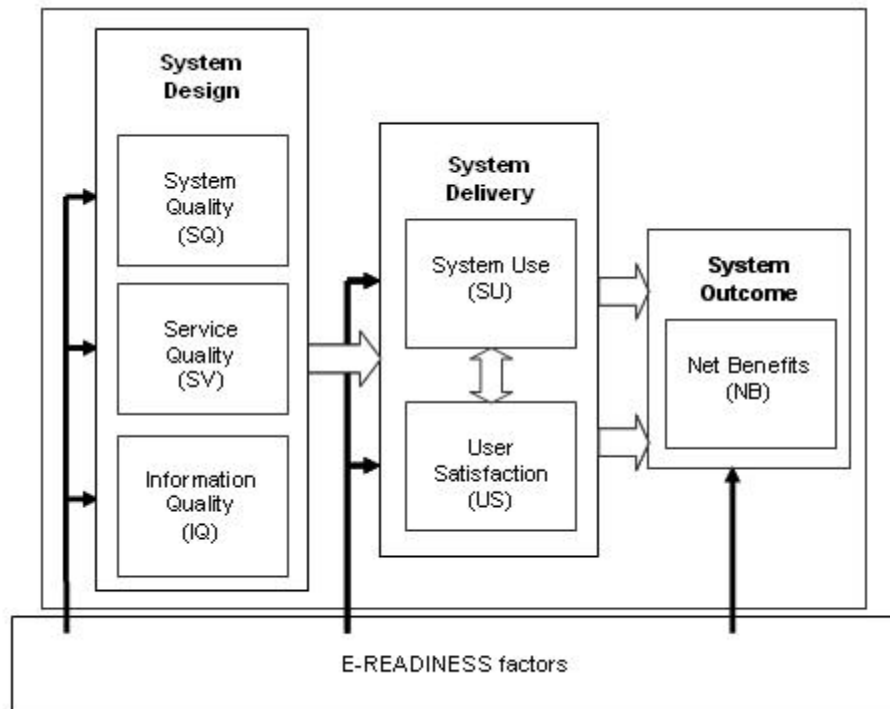 System
Design
System
Quality
(SQ)
Service
Quality
(SV)
Information
Quality
(IQ)
System
Delivery
System Use
(SU)
User
Satisfaction
(US)
System
Outcome
Net Benefits
(NB)
E-READINESS factors